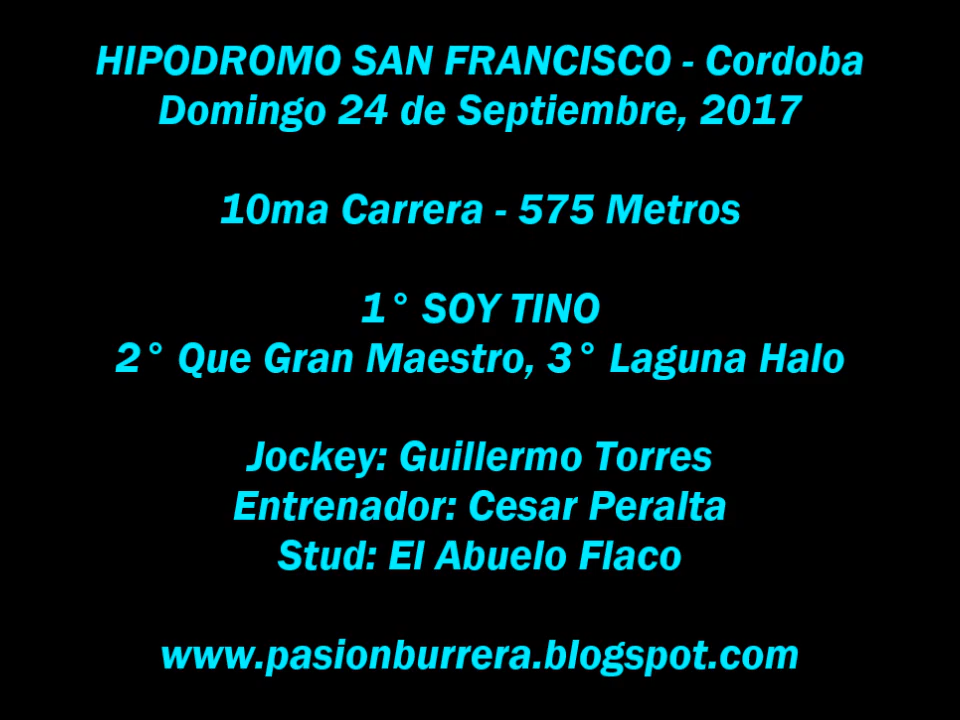 HIPODROMO SAN FRANCISCO - Cordoba
Domingo 24 de Septiembre, 2017
10ma Carrera - 575 Metros
1° SOY TINO
2° Que Gran Maestro, 3° Laguna Halo
Jockey: Guillermo Torres
Entrenador: Cesar Peralta
Stud: El Abuelo Flaco
www.pasionburrera.blogspot.com